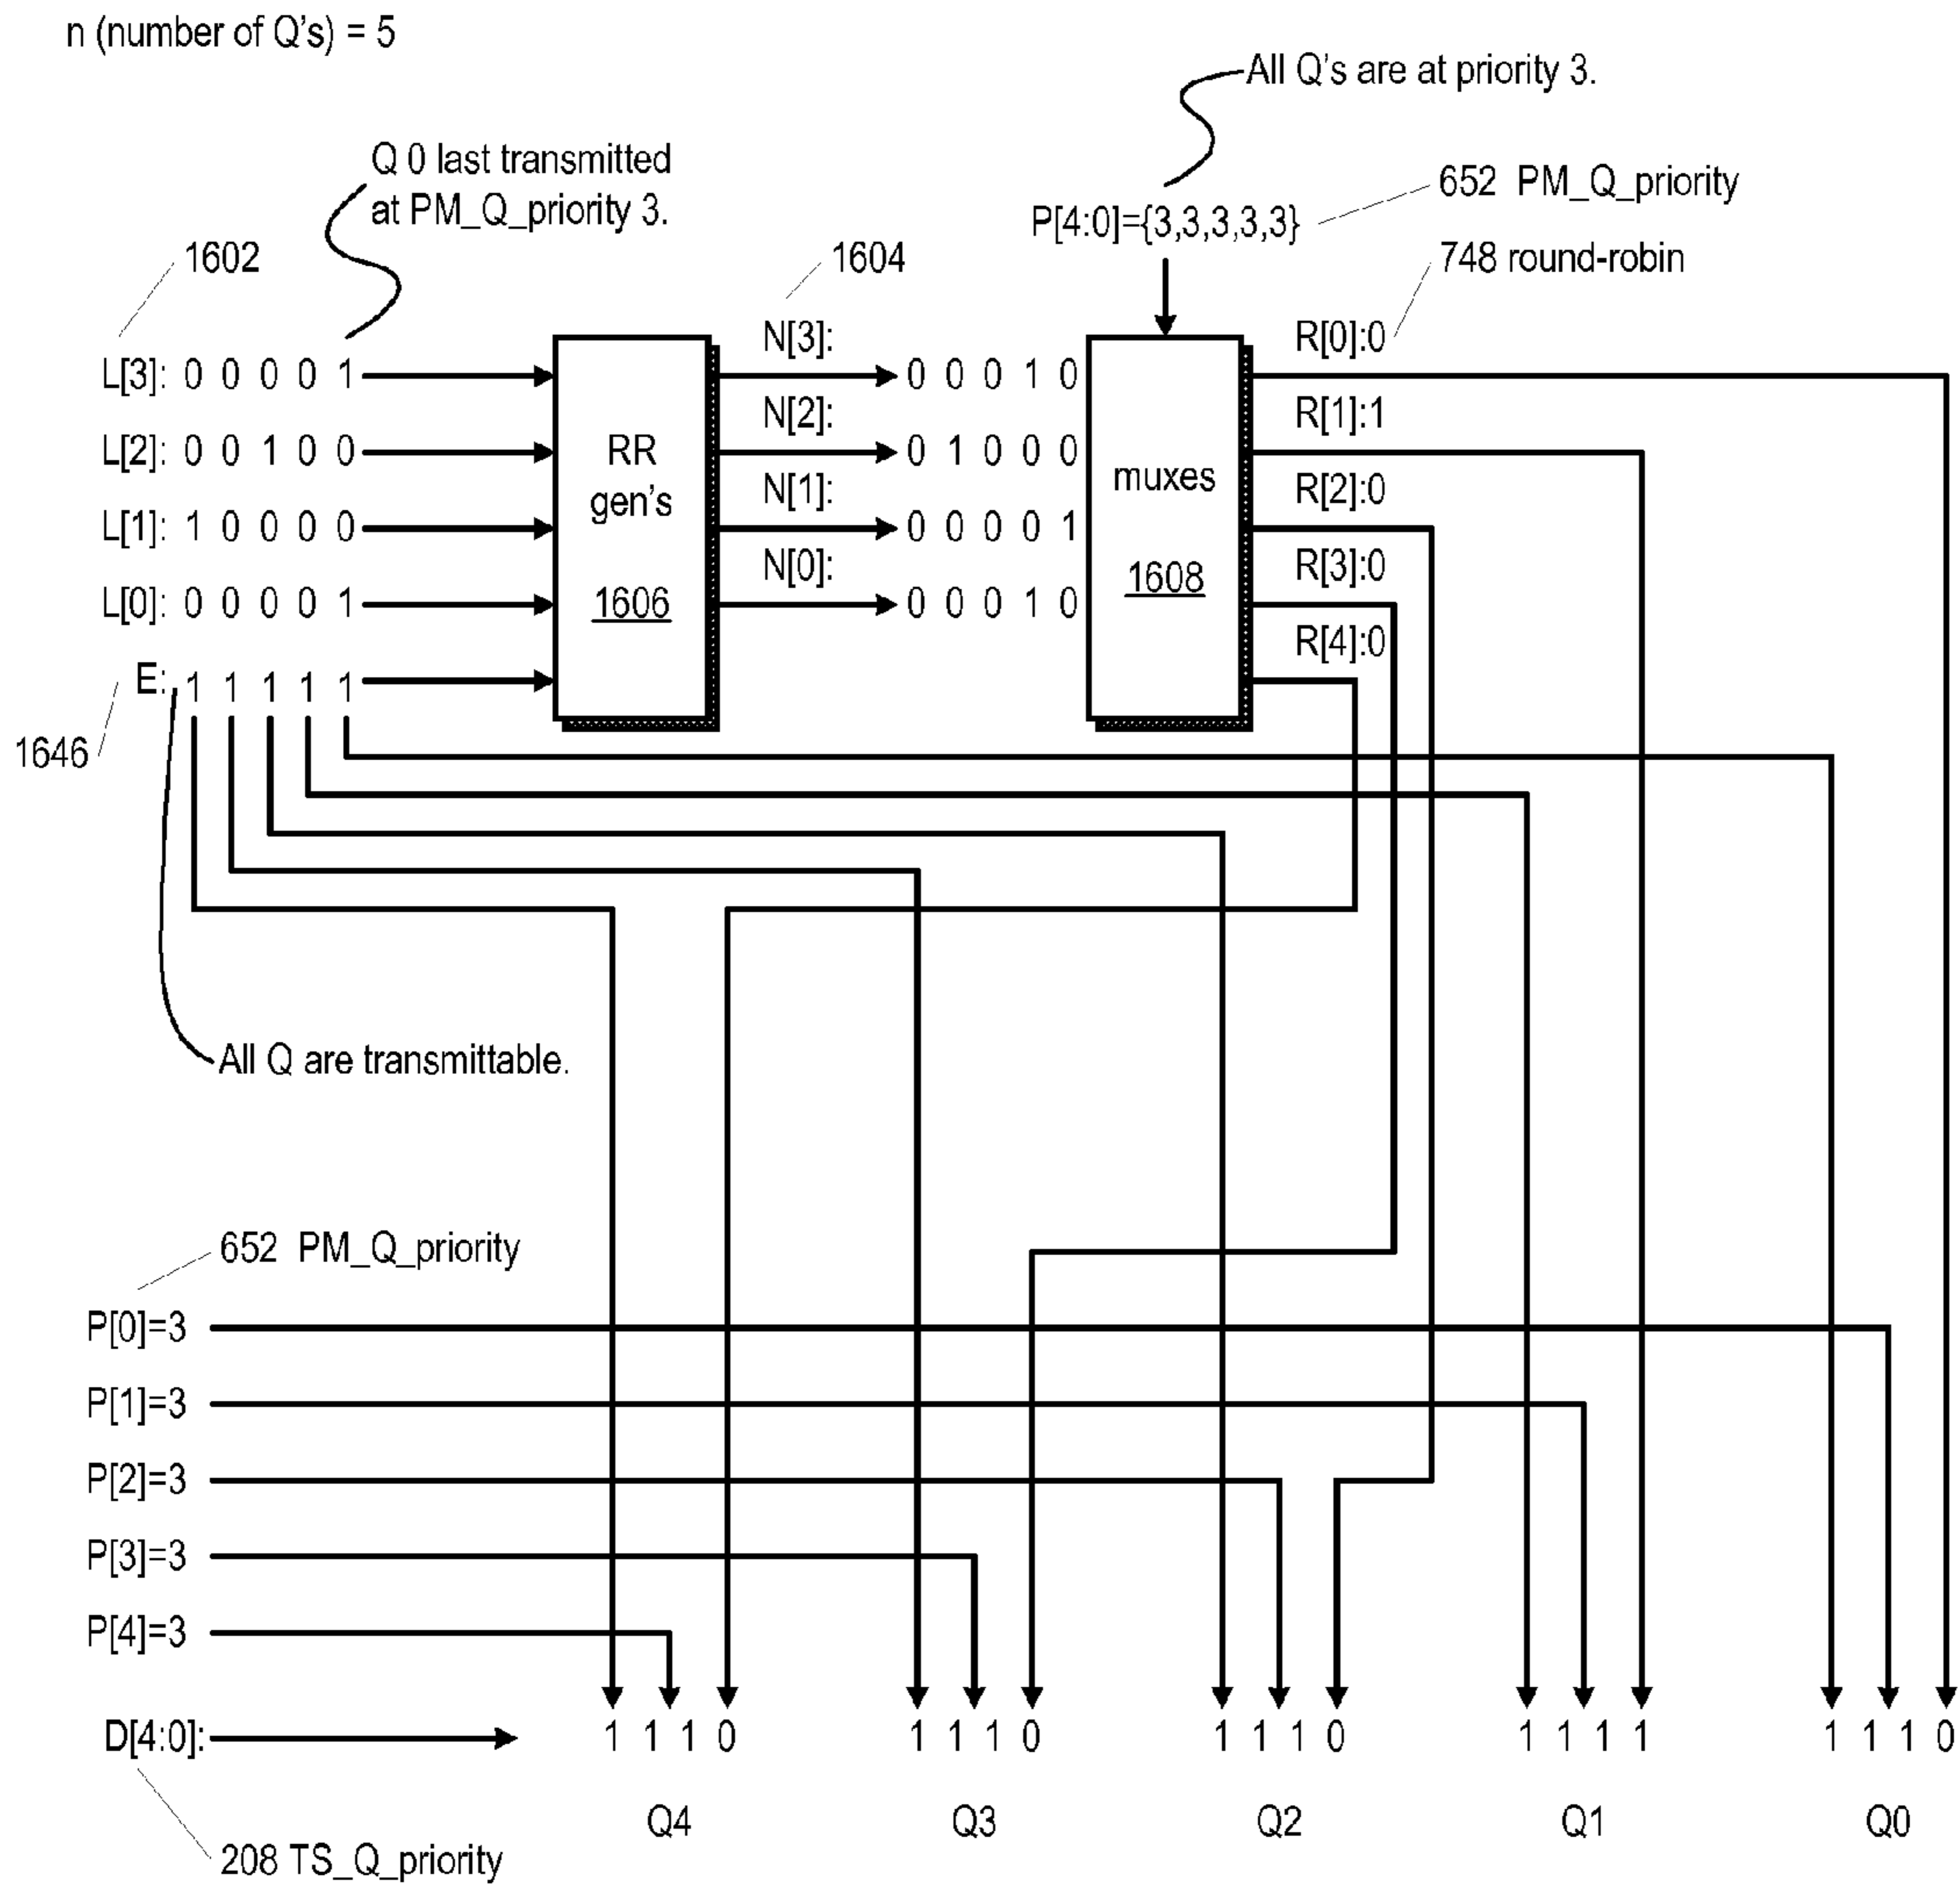 n (number of Q's) = 5
All Q's are at priority 3.
Q 0 last transmitted
at PM_Q_priority 3.
652 PM_Q_priority
P[4:0]={3,3,3,3,3}
1602
1604
748 round-robin
N[3]:
R[0]:0
L[3]: 0 0 0 0 1
0 0 0 1 0
N[2]:
R[1]:1
L[2]: 0 0 1 0 0
RR
0 1 0 0 0
muxes
gen's
N[1]:
R[2]:0
L[1]: 1 0 0 0 0
0 0 0 0 1
N[0]:
R[3]:0
1608
L[0]: 0 0 0 0 1
1606
0 0 0 1 0
R[4]:0
E: 1 1 1 1 1
1646
All Q are transmittable.
652 PM_Q_priority
P[0]=3
P[1]=3
P[2]=3
P[3]=3
P[4]=3
D[4:0]: 1 1 1 0 1 1 1 0 1 1 1 0 1 1 1 1 1 1 1 0
Q4 Q3 Q2 Q1 Q0
208 TS_Q_priority